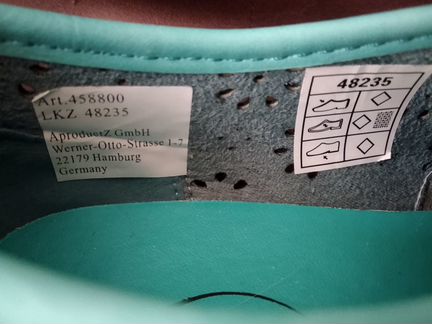 Art.458800
LKZ 48235
AproductZ GmbH
Werner-Otto-Strasse 1-7
22179 Hamburg
Germany
48235